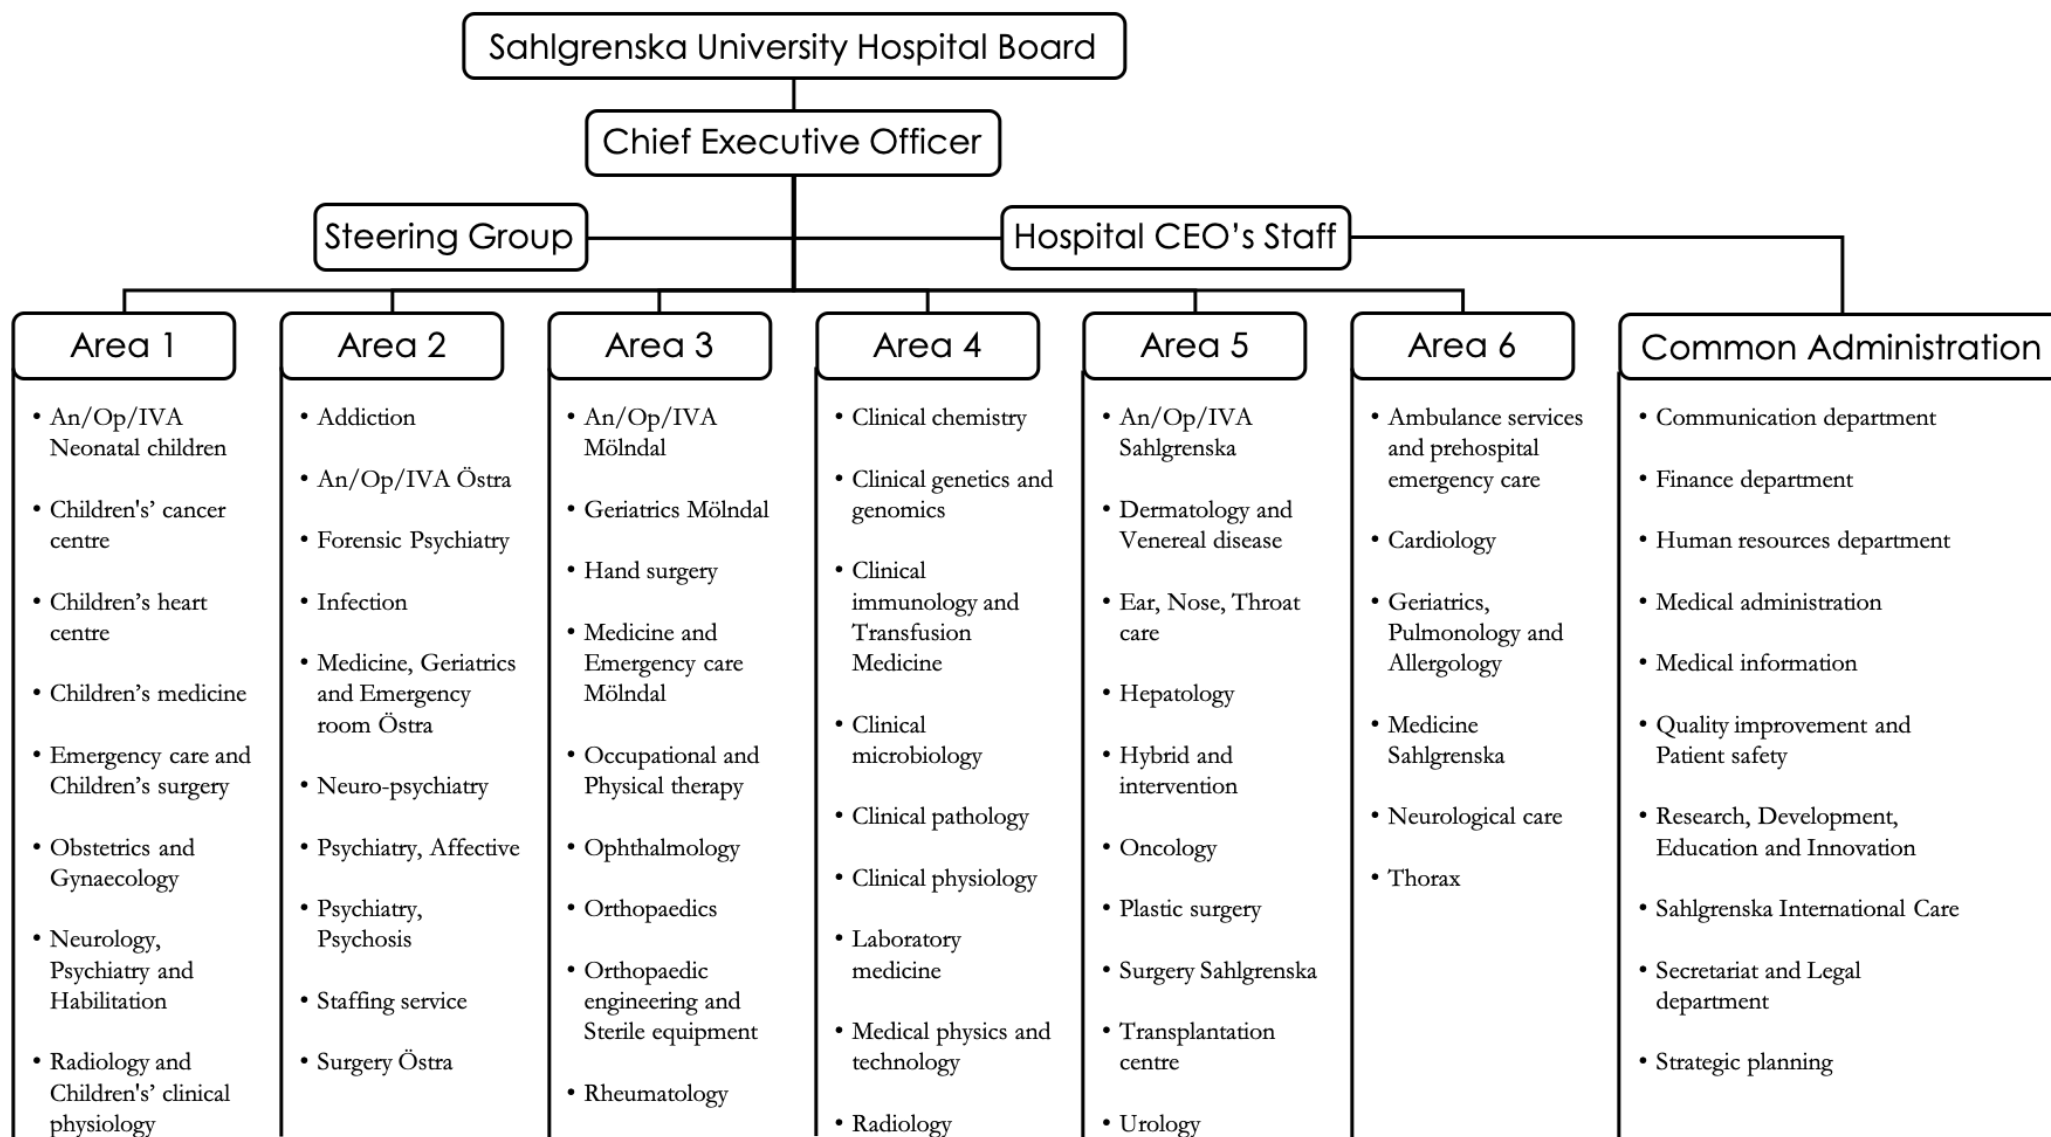 Sahlgrenska University Hospital Board
Chief Executive Officer
Steering Group
Hospital CEO’s Staff
Area 1
• An/Op/IVA
Neonatal children
• Children's’ cancer
centre
• Children’s heart
centre
• Children’s medicine
• Emergency care and
Children’s surgery
• Obstetrics and
Gynaecology
• Neurology,
Psychiatry and
Habilitation
• Radiology and
Children's’ clinical
physiology
Area 2
• Addiction
• An/Op/IVA Östra
• Forensic Psychiatry
• Infection
• Medicine, Geriatrics
and Emergency
room Östra
• Neuro-psychiatry
• Psychiatry, Affective
• Psychiatry,
Psychosis
• Staffing service
• Surgery Östra
Area 3
• An/Op/IVA
Mölndal
• Geriatrics Mölndal
• Hand surgery
• Medicine and
Emergency care
Mölndal
• Occupational and
Physical therapy
• Ophthalmology
• Orthopaedics
• Orthopaedic
engineering and
Sterile equipment
• Rheumatology
Area 4
• Clinical chemistry
• Clinical genetics and
genomics
• Clinical
immunology and
Transfusion
Medicine
• Clinical
microbiology
• Clinical pathology
• Clinical physiology
• Laboratory
medicine
• Medical physics and
technology
• Radiology
Area 5
• An/Op/IVA
Sahlgrenska
• Dermatology and
Venereal disease
• Ear, Nose, Throat
care
• Hepatology
• Hybrid and
intervention
• Oncology
• Plastic surgery
• Surgery Sahlgrenska
• Transplantation
centre
• Urology
Area 6
• Ambulance services
and prehospital
emergency care
• Cardiology
• Geriatrics,
Pulmonology and
Allergology
• Medicine
Sahlgrenska
• Neurological care
• Thorax
Common Administration
• Communication department
• Finance department
• Human resources department
• Medical administration
• Medical information
• Quality improvement and
Patient safety
• Research, Development,
Education and Innovation
• Sahlgrenska International Care
• Secretariat and Legal
department
• Strategic planning